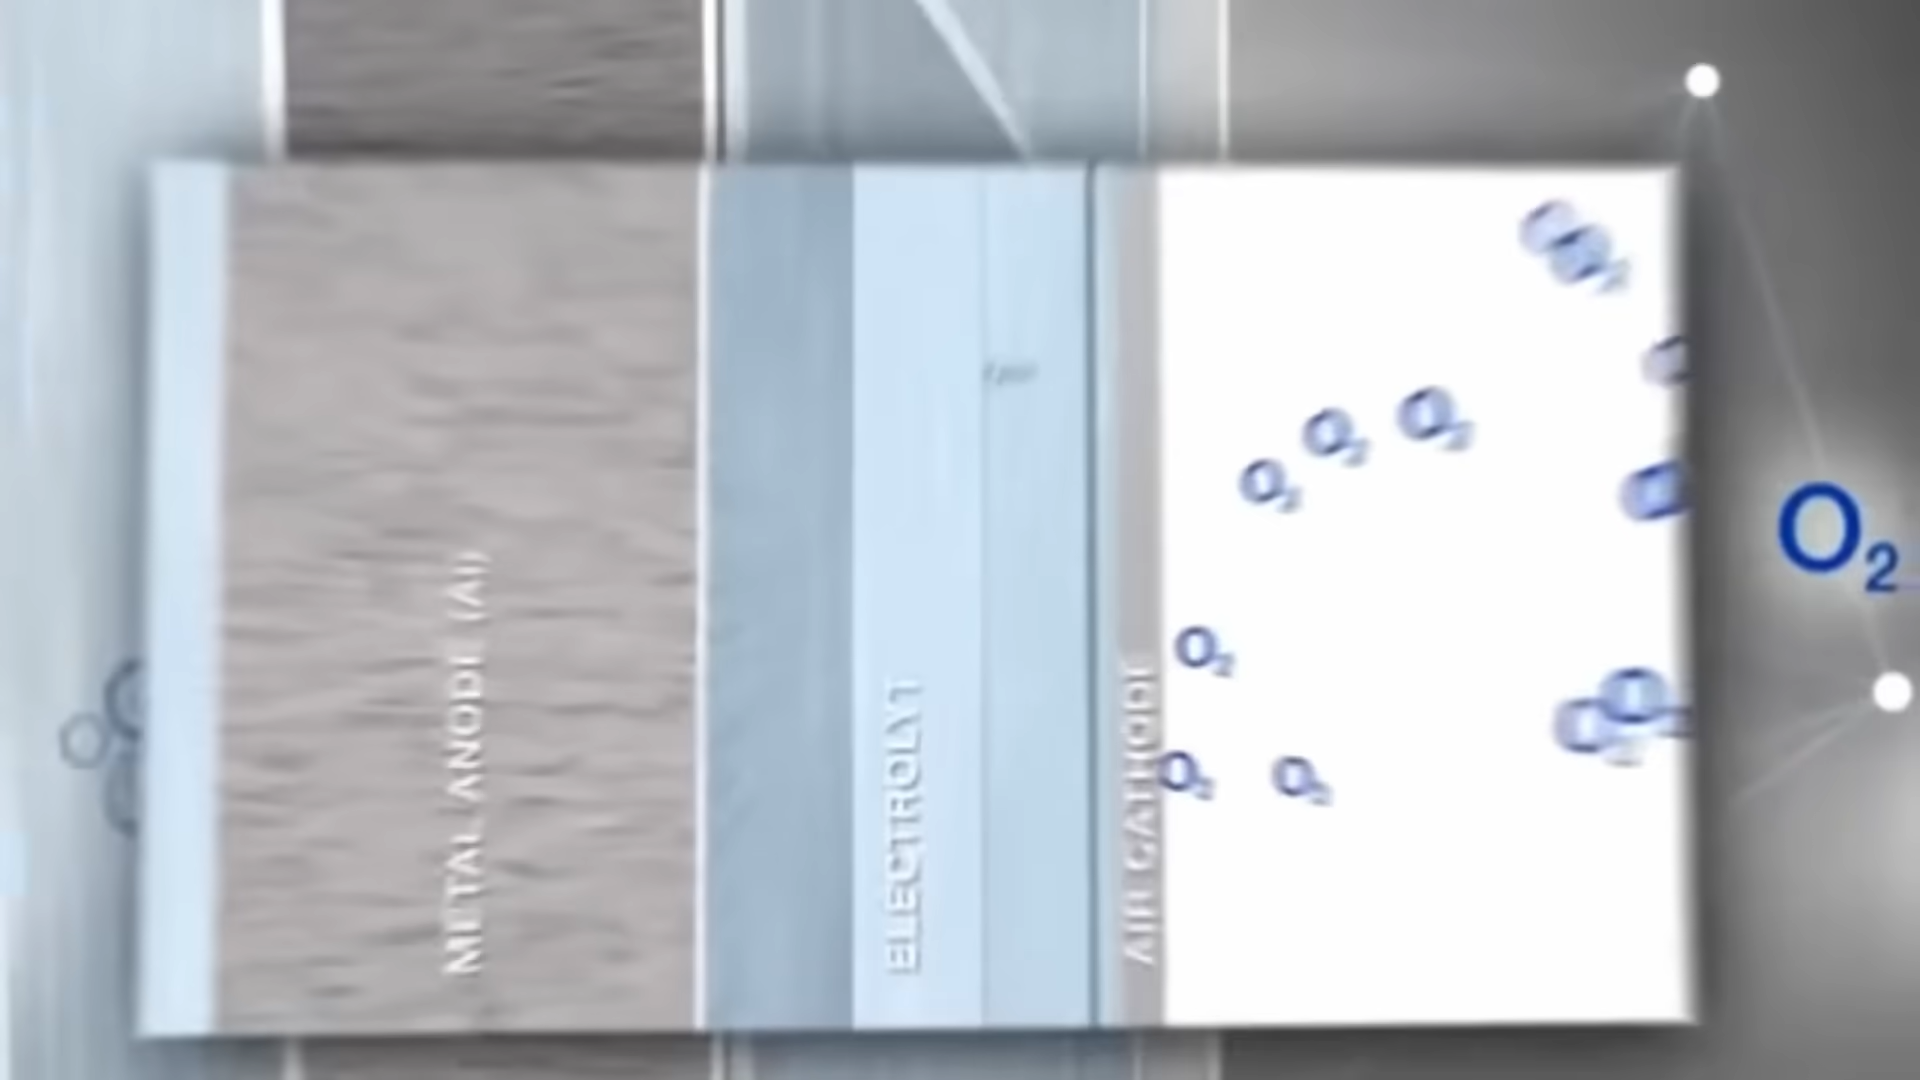 METAL ANODE (Al)
ELECTROLYT
AIR CATHODE
O₂
O₂
O₂
O₂
O₂
O₂
O₂